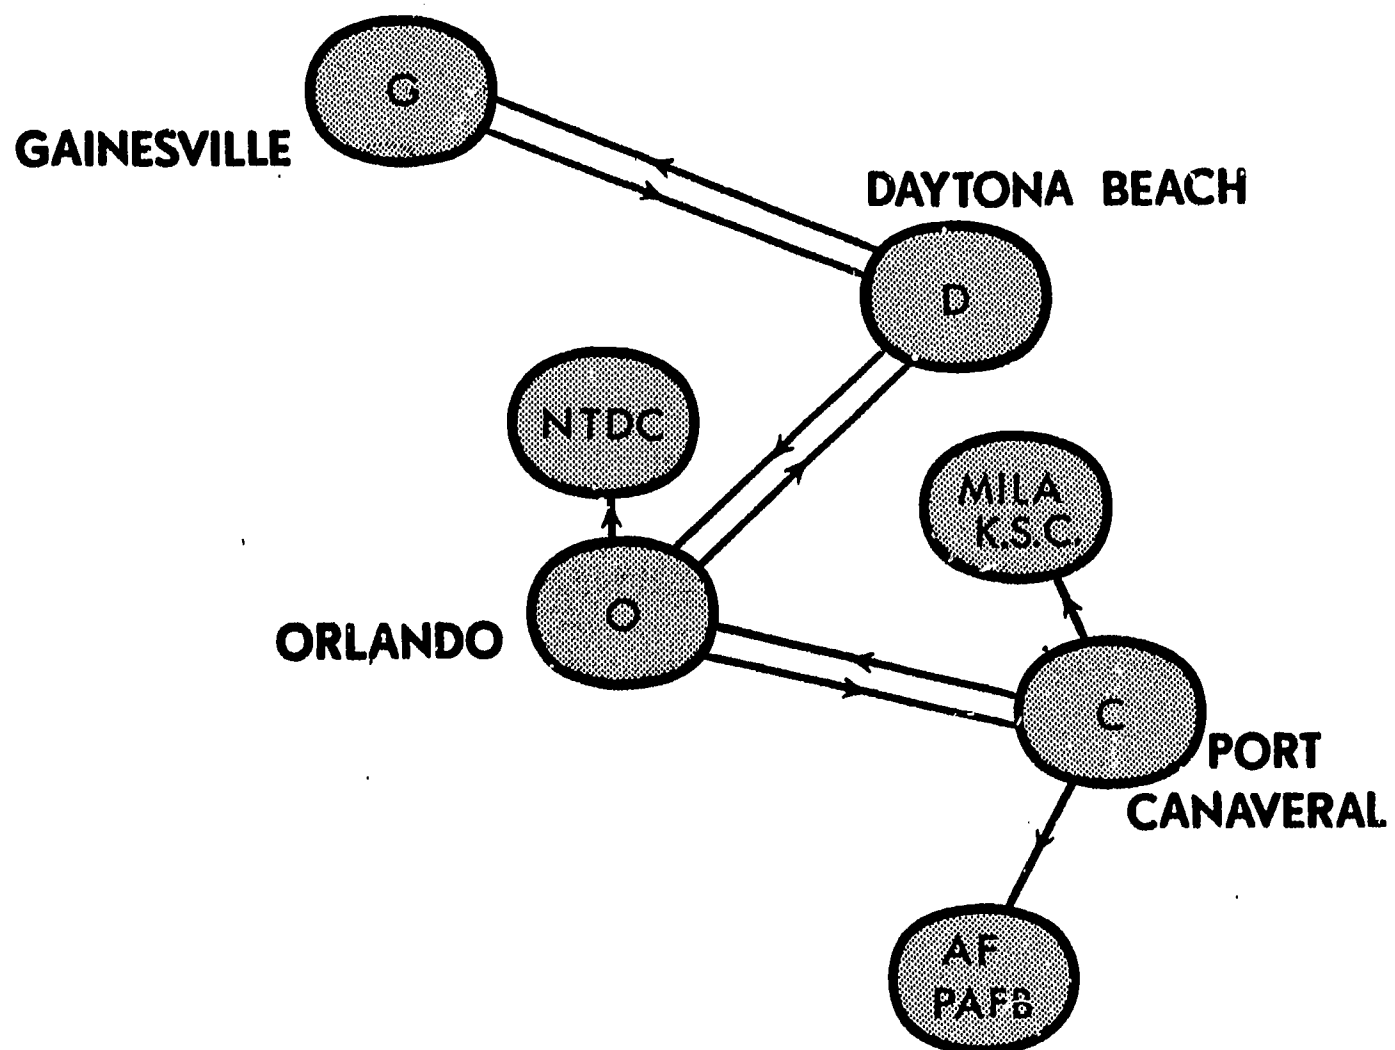 G
GAINESVILLE
DAYTONA BEACH
D
NTDC
MILA
K.S.C.
O
ORLANDO
C
PORT
CANAVERAL
AF
PAFB